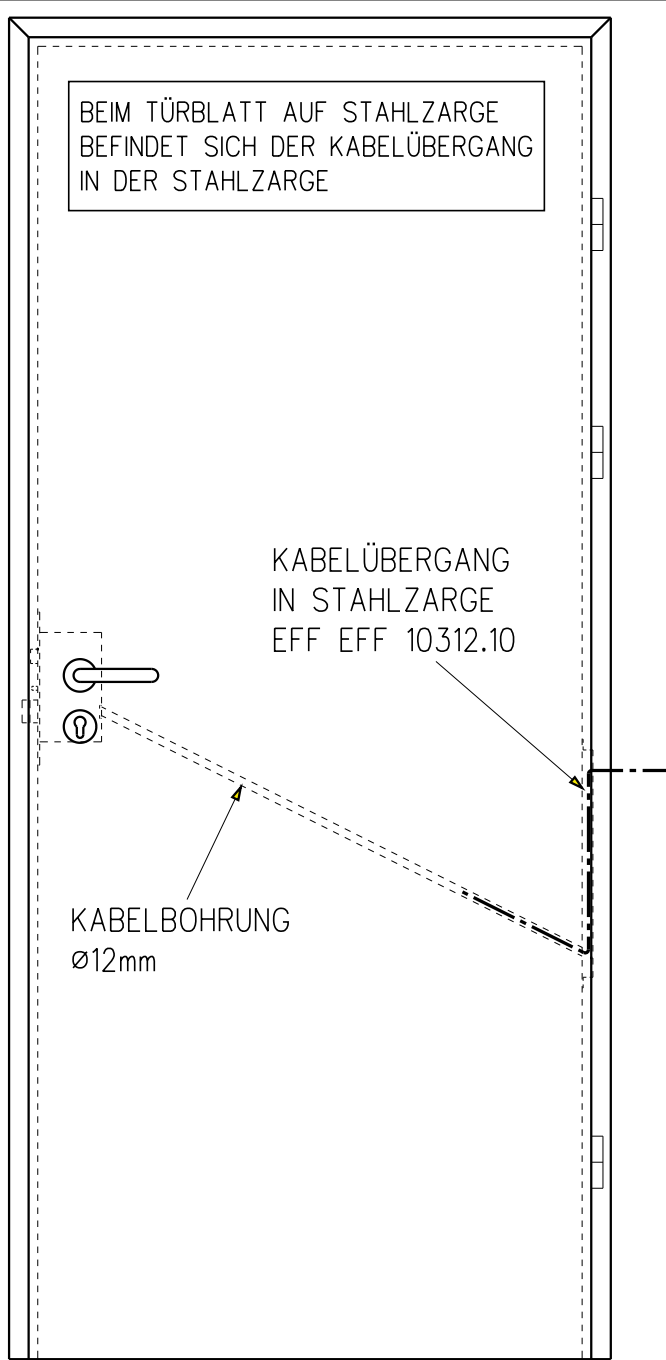 BEIM TÜRBLATT AUF STAHLZARGE
BEFINDET SICH DER KABELÜBERGANG
IN DER STAHLZARGE
KABELÜBERGANG
IN STAHLZARGE
EFF EFF 10312.10
KABELBOHRUNG
Ø12mm